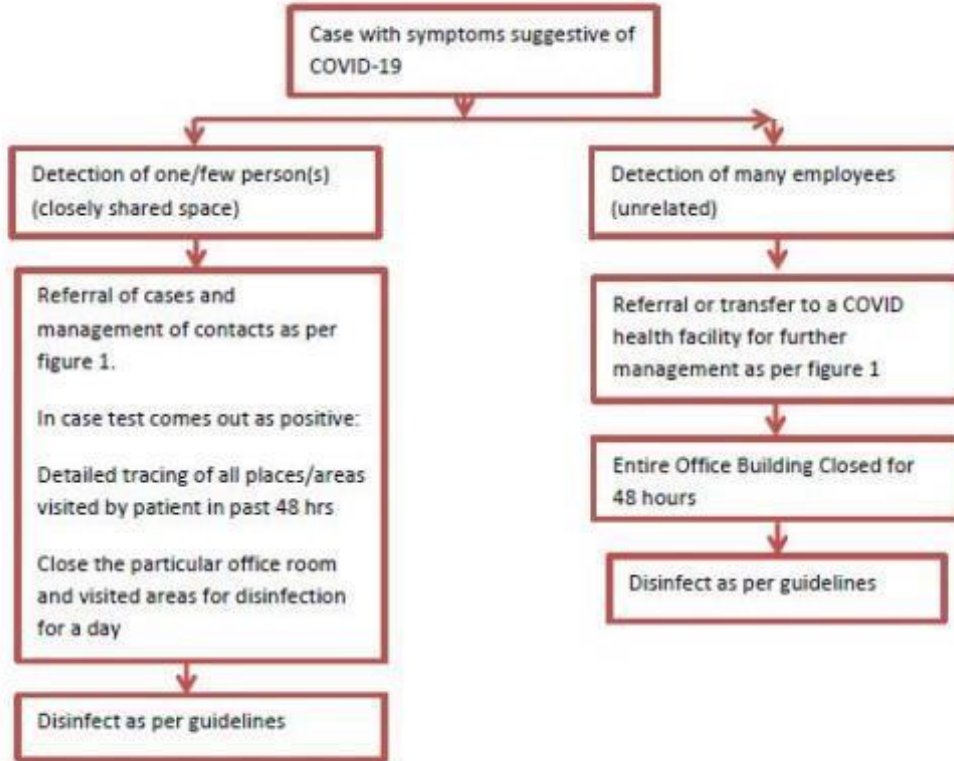 Case with symptoms suggestive of
COVID-19
Detection of one/few person(s)
(closely shared space)
Referral of cases and
management of contacts as per
figure 1.
In case test comes out as positive:
Detailed tracing of all places/areas
visited by patient in past 48 hrs
Close the particular office room
and visited areas for disinfection
for a day
Disinfect as per guidelines
Detection of many employees
(unrelated)
Referral or transfer to a COVID
health facility for further
management as per figure 1
Entire Office Building Closed for
48 hours
Disinfect as per guidelines